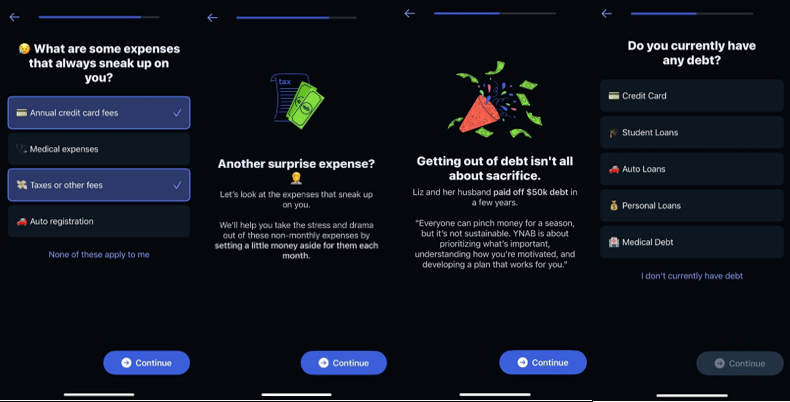 😥 What are some expenses
that always sneak up on
you?
💳 Annual credit card fees
🩺 Medical expenses
💸 Taxes or other fees
🚗 Auto registration
None of these apply to me
Continue
tax
Another surprise expense?
🤦
Let's look at the expenses that sneak up
on you.
We'll help you take the stress and drama
out of these non-monthly expenses by
setting a little money aside for them each
month.
Continue
Getting out of debt isn't all
about sacrifice.
Liz and her husband paid off $50k debt in
a few years.
"Everyone can pinch money for a season,
but it's not sustainable. YNAB is about
prioritizing what's important,
understanding how you're motivated, and
developing a plan that works for you."
Continue
Do you currently have
any debt?
💳 Credit Card
🎓 Student Loans
🚗 Auto Loans
💰 Personal Loans
🏥 Medical Debt
I don't currently have debt
Continue